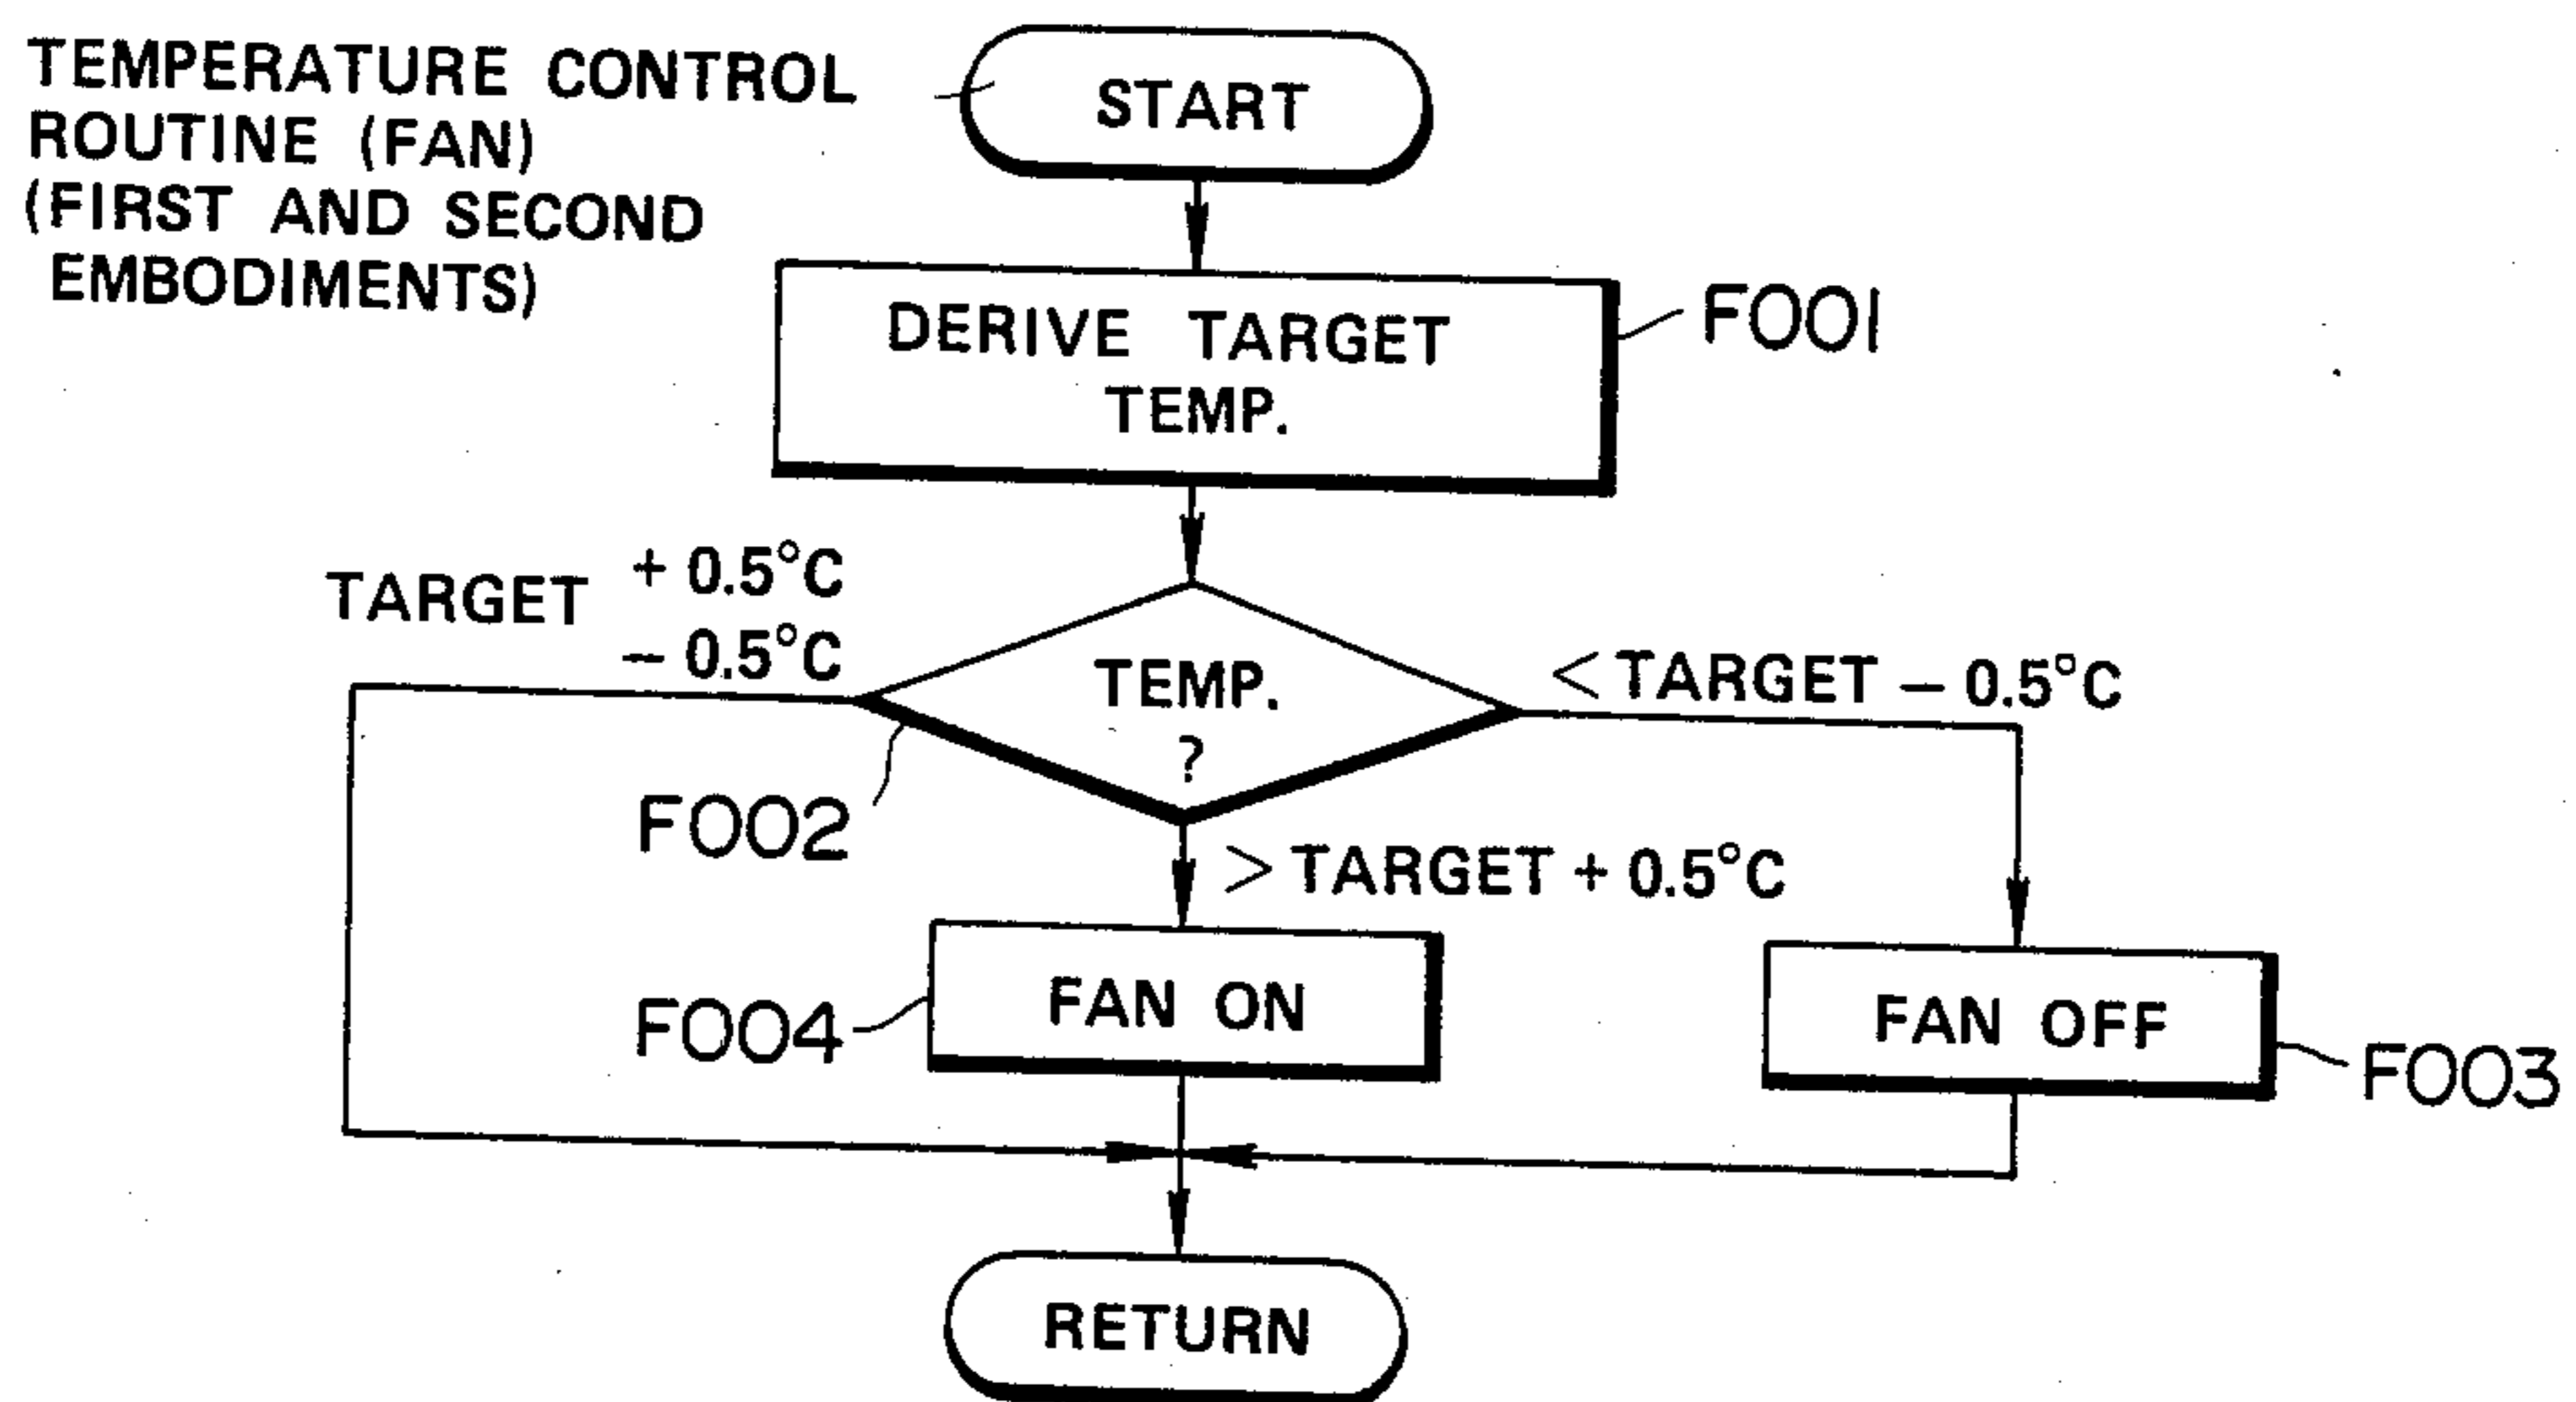 TEMPERATURE CONTROL
ROUTINE (FAN)
(FIRST AND SECOND
EMBODIMENTS)
START
DERIVE TARGET
TEMP.
F001
TARGET + 0.5°C
− 0.5°C
TEMP.
?
< TARGET − 0.5°C
F002
> TARGET + 0.5°C
FAN ON
F004
FAN OFF
F003
RETURN